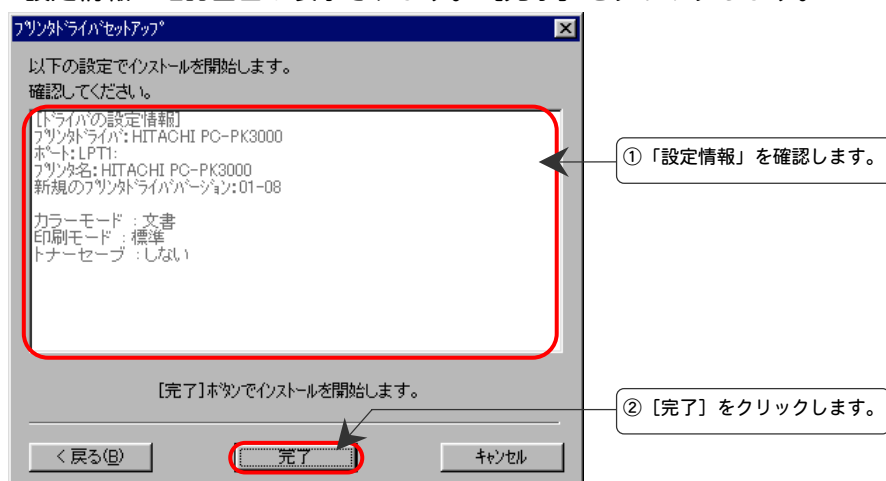 プリンタドライバセットアップ
以下の設定でインストールを開始します。
確認してください。
[ドライバの設定情報]
プリンタドライバ: HITACHI PC-PK3000
ポート: LPT1:
プリンタ名: HITACHI PC-PK3000
新規のプリンタドライババージョン: 01-08
カラーモード : 文書
印刷モード : 標準
トナーセーブ : しない
①「設定情報」を確認します。
[完了]ボタンでインストールを開始します。
②［完了］をクリックします。
< 戻る(B)
完了
キャンセル